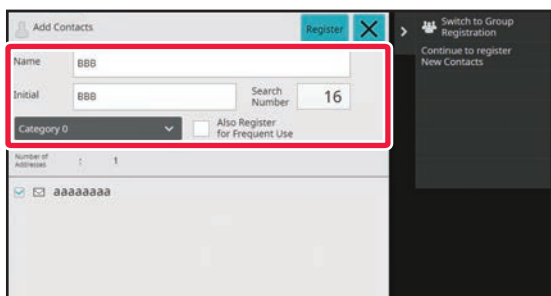 Add Contacts
Register
Name
BBB
Initial
BBB
Search
Number
16
Category 0
Also Register
for Frequent Use
Number of
Addresses
:
1
aaaaaaaa
Switch to Group
Registration
Continue to register
New Contacts